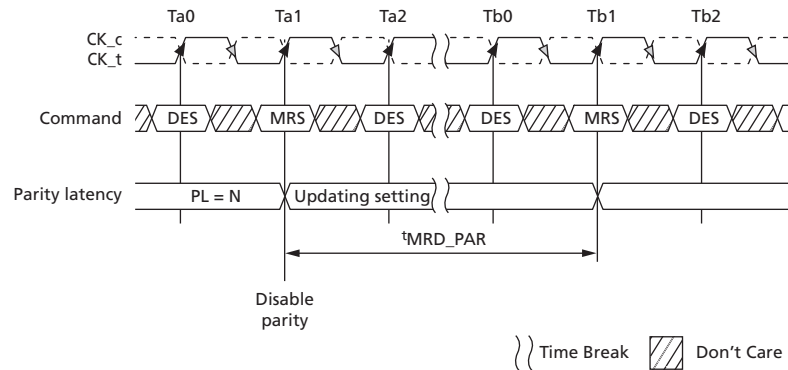 Ta0 Ta1 Ta2 Tb0 Tb1 Tb2
CK_c
CK_t
Command DES MRS DES DES MRS DES
Parity latency PL = N Updating setting
tMRD_PAR
Disable
parity
Time Break Don't Care